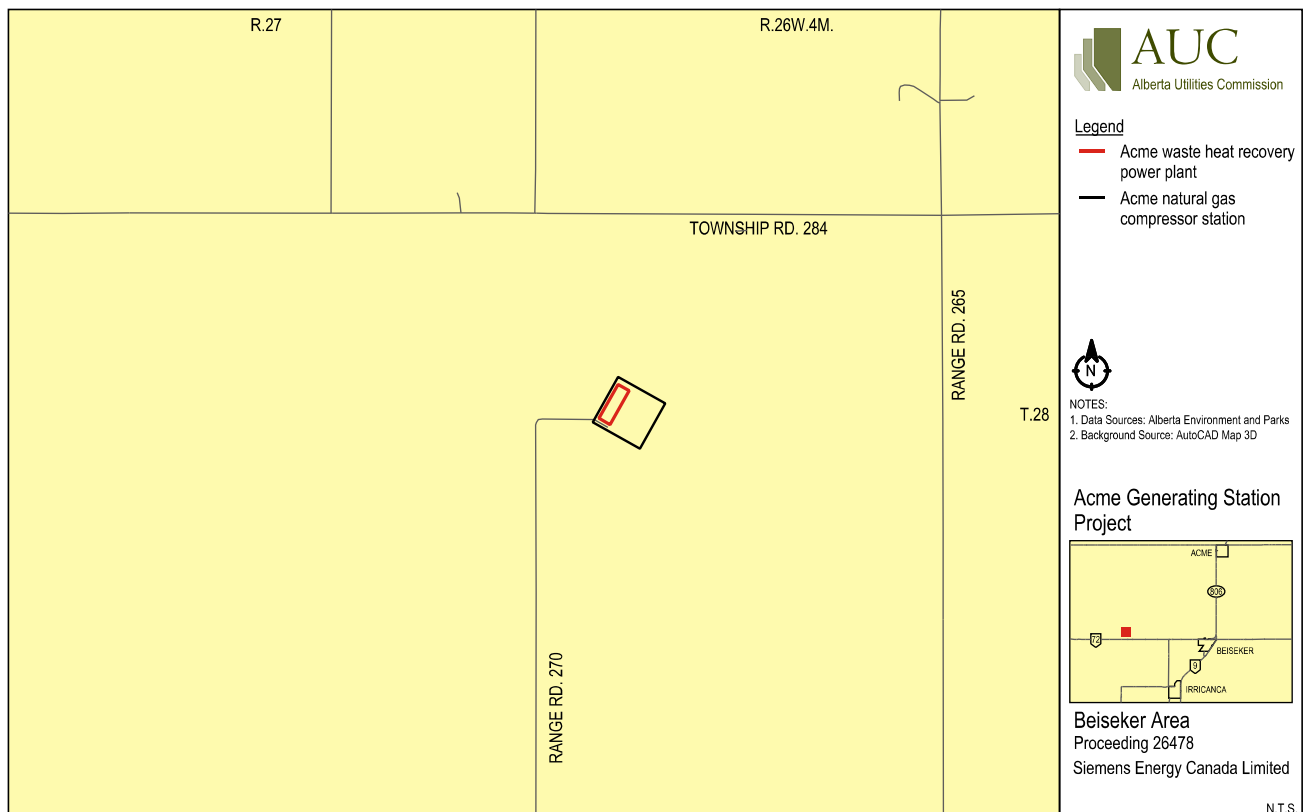 R.27
R.26W.4M.
TOWNSHIP RD. 284
RANGE RD. 265
T.28
RANGE RD. 270
AUC
Alberta Utilities Commission
Legend
Acme waste heat recovery
power plant
Acme natural gas
compressor station
N
NOTES:
1. Data Sources: Alberta Environment and Parks
2. Background Source: AutoCAD Map 3D
Acme Generating Station
Project
ACME
806
72
BEISEKER
9
IRRICANCA
Beiseker Area
Proceeding 26478
Siemens Energy Canada Limited
N.T.S.